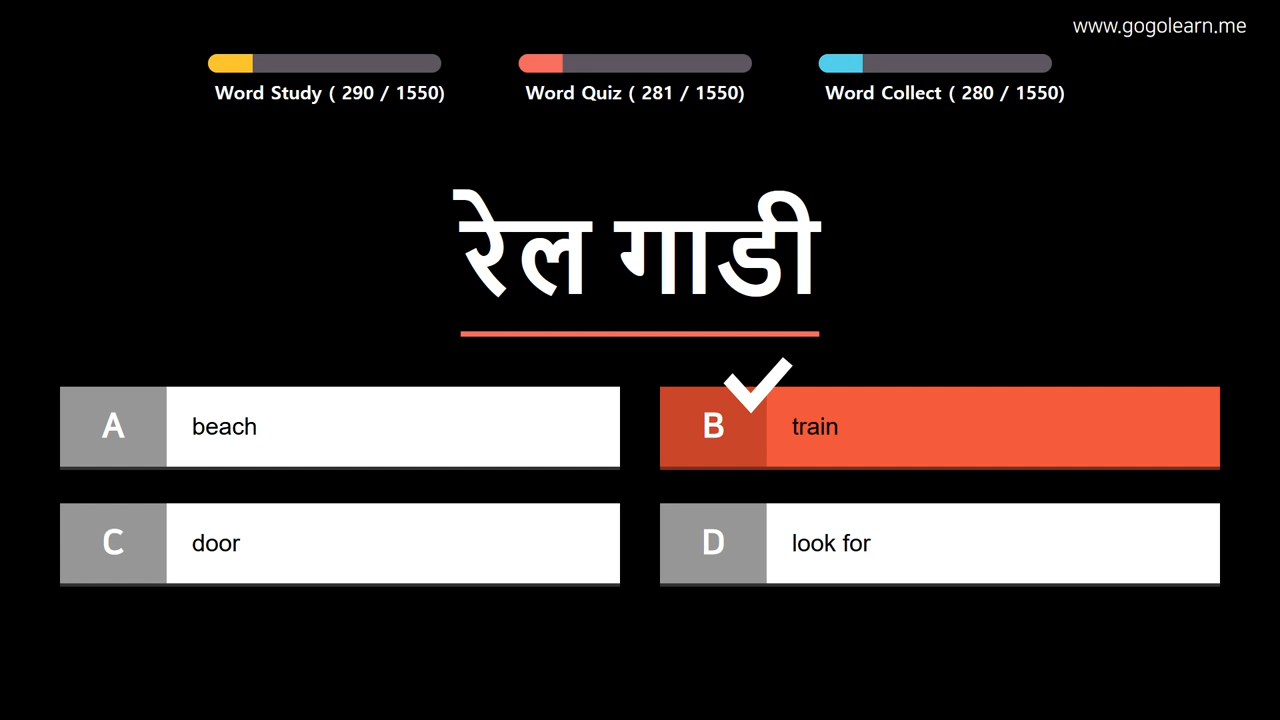 www.gogolearn.me
Word Study ( 290 / 1550)
Word Quiz ( 281 / 1550)
Word Collect ( 280 / 1550)
रेल गाडी
A beach
B train
C door
D look for